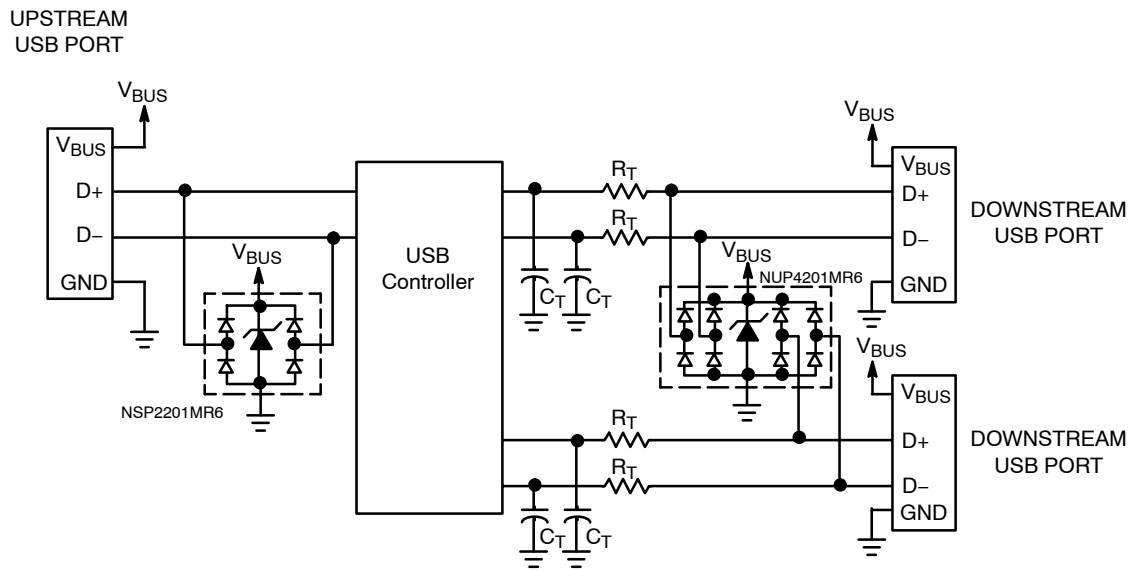 UPSTREAM
USB PORT
VBUS
VBUS
D+
D−
GND
VBUS
NSP2201MR6
USB
Controller
RT
RT
CT
CT
VBUS
NUP4201MR6
VBUS
VBUS
D+
D−
GND
DOWNSTREAM
USB PORT
RT
RT
CT
CT
VBUS
VBUS
D+
D−
GND
DOWNSTREAM
USB PORT